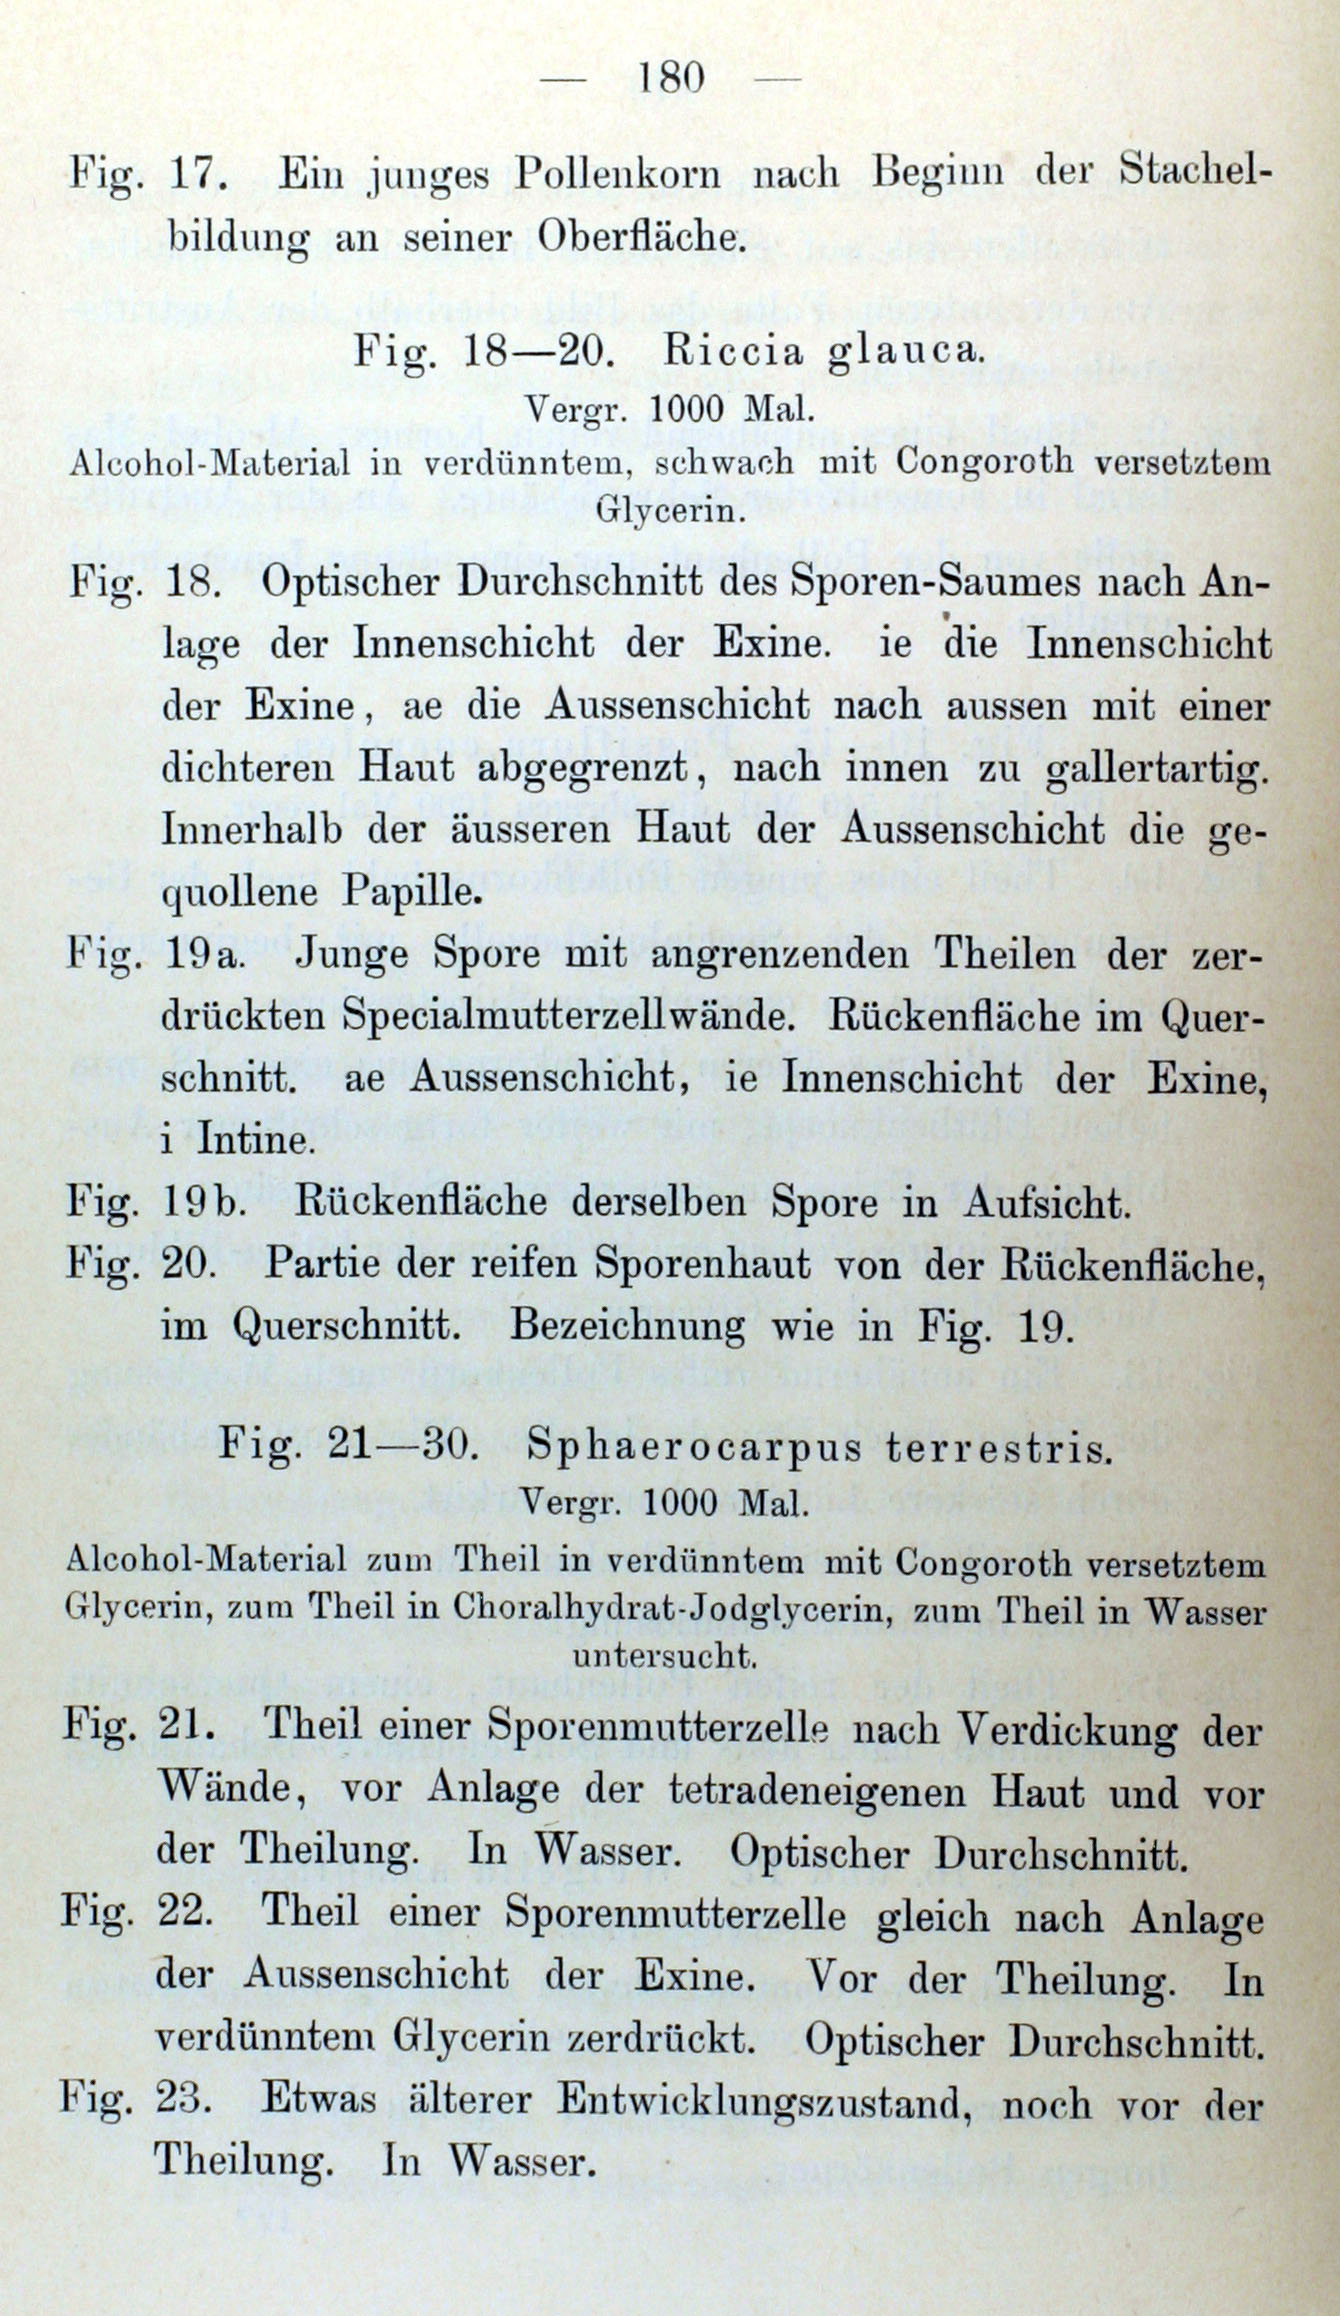 — 180 —
Fig. 17. Ein junges Pollenkorn nach Beginn der Stachel-
bildung an seiner Oberfläche.
Fig. 18—20. Riccia glauca.
Vergr. 1000 Mal.
Alcohol-Material in verdünntem, schwach mit Congoroth versetztem
Glycerin.
Fig. 18. Optischer Durchschnitt des Sporen-Saumes nach An-
lage der Innenschicht der Exine. ie die Innenschicht
der Exine, ae die Aussenschicht nach aussen mit einer
dichteren Haut abgegrenzt, nach innen zu gallertartig.
Innerhalb der äusseren Haut der Aussenschicht die ge-
quollene Papille.
Fig. 19a. Junge Spore mit angrenzenden Theilen der zer-
drückten Specialmutterzellwände. Rückenfläche im Quer-
schnitt. ae Aussenschicht, ie Innenschicht der Exine,
i Intine.
Fig. 19b. Rückenfläche derselben Spore in Aufsicht.
Fig. 20. Partie der reifen Sporenhaut von der Rückenfläche,
im Querschnitt. Bezeichnung wie in Fig. 19.
Fig. 21—30. Sphaerocarpus terrestris.
Vergr. 1000 Mal.
Alcohol-Material zum Theil in verdünntem mit Congoroth versetztem
Glycerin, zum Theil in Choralhydrat-Jodglycerin, zum Theil in Wasser
untersucht.
Fig. 21. Theil einer Sporenmutterzelle nach Verdickung der
Wände, vor Anlage der tetradeneigenen Haut und vor
der Theilung. In Wasser. Optischer Durchschnitt.
Fig. 22. Theil einer Sporenmutterzelle gleich nach Anlage
der Aussenschicht der Exine. Vor der Theilung. In
verdünntem Glycerin zerdrückt. Optischer Durchschnitt.
Fig. 23. Etwas älterer Entwicklungszustand, noch vor der
Theilung. In Wasser.